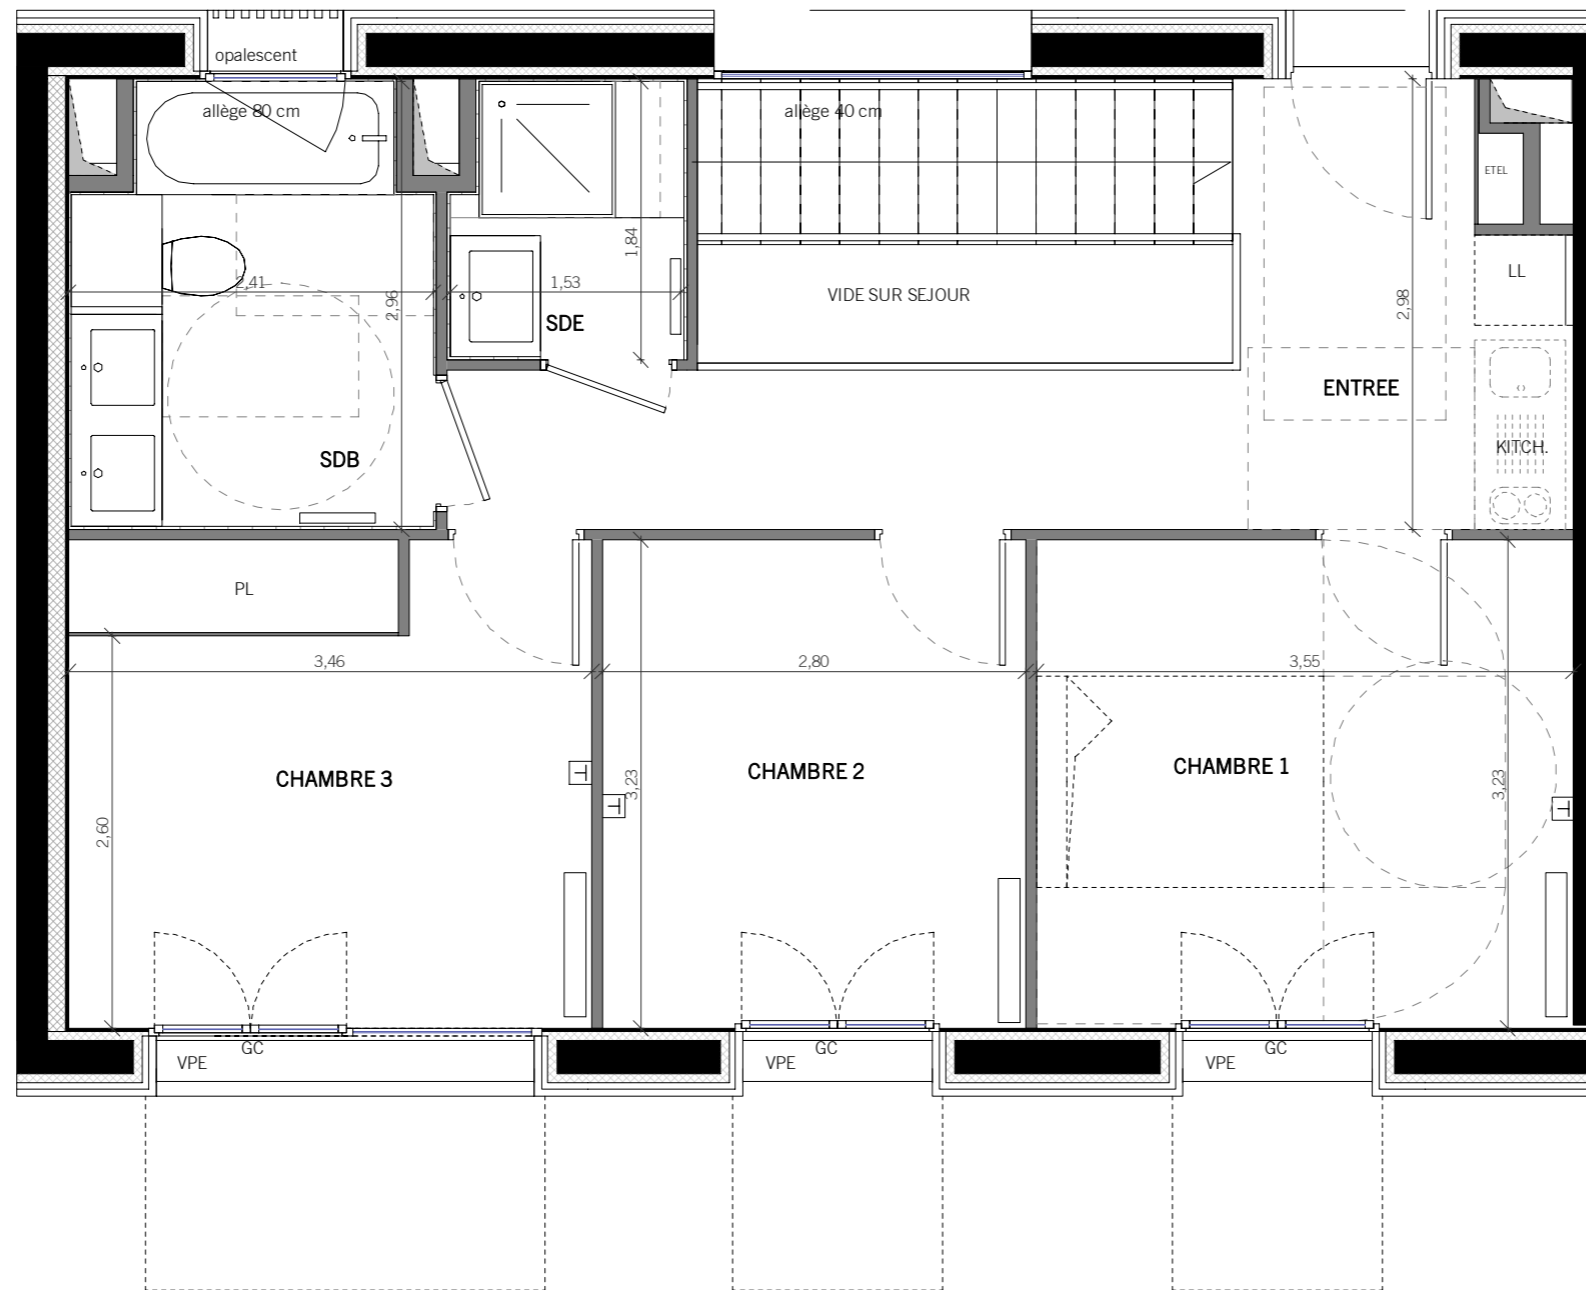 opalescent
allège 80 cm
allège 40 cm
ETEL
LL
1,84
2,41
1,53
2,96
VIDE SUR SEJOUR
2,98
SDE
ENTREE
KITCH.
SDB
PL
3,46
2,80
3,55
CHAMBRE 3
CHAMBRE 2
CHAMBRE 1
3,23
3,23
2,60
GC
GC
GC
VPE
VPE
VPE